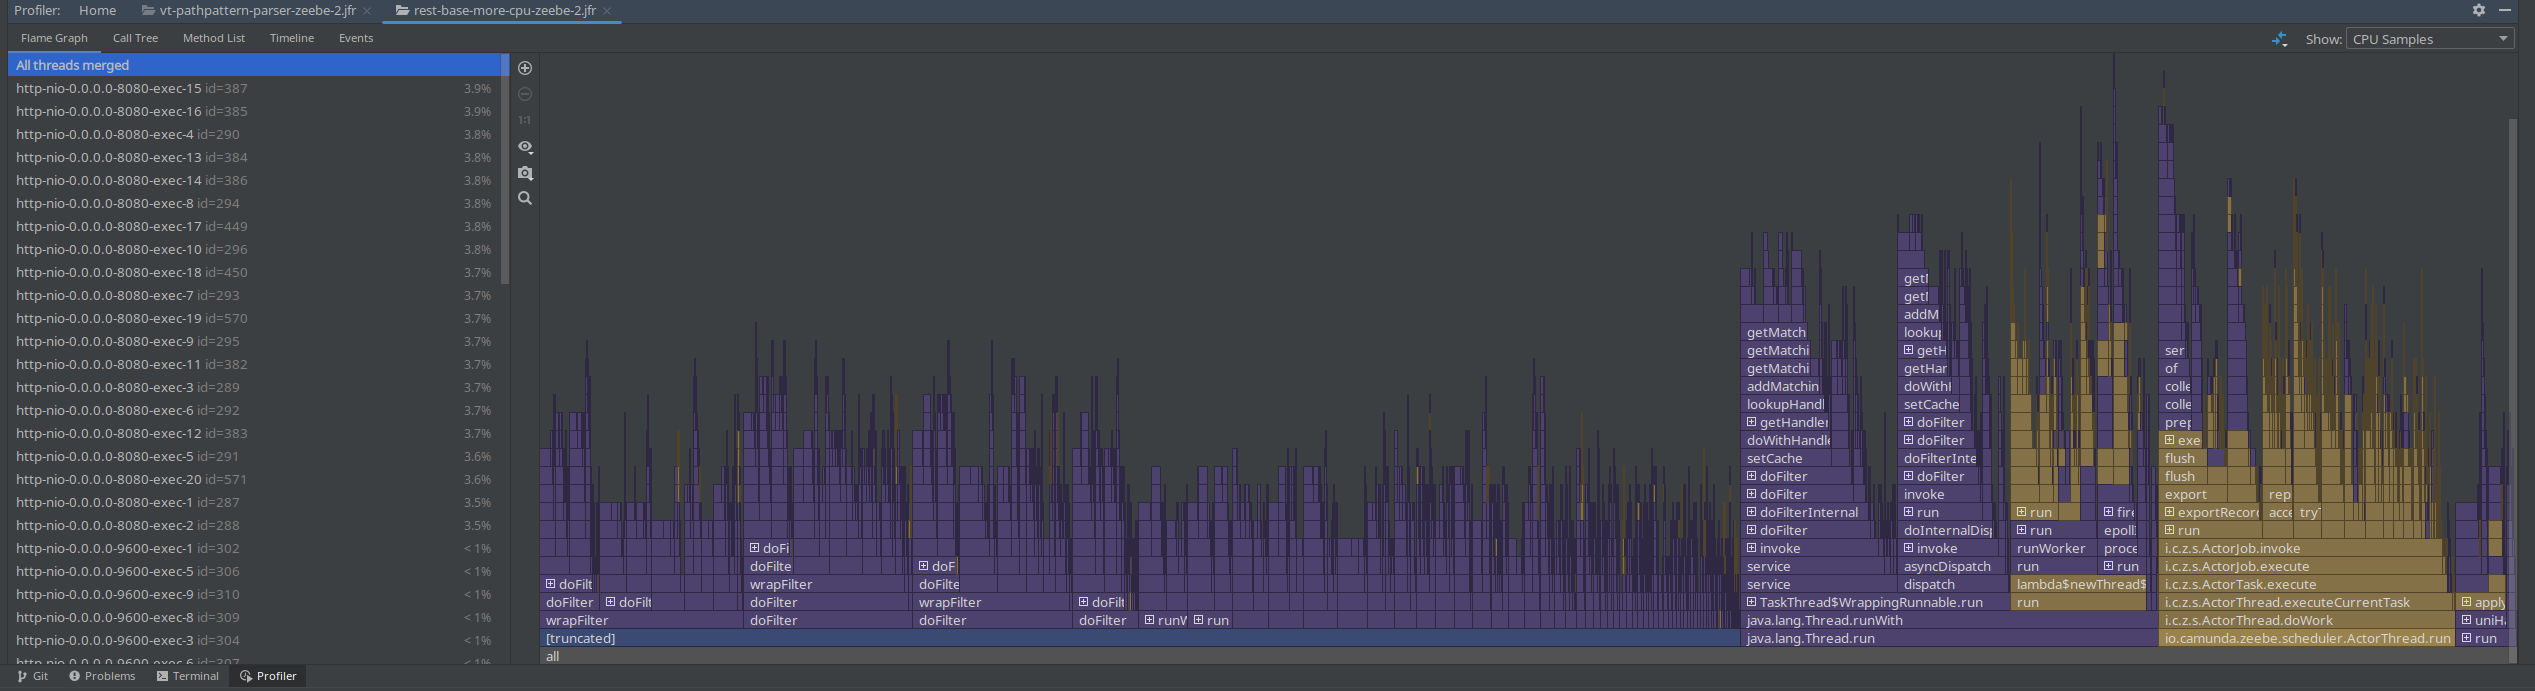 Profiler: Home vt-pathpattern-parser-zeebe-2.jfr × rest-base-more-cpu-zeebe-2.jfr ×
Flame Graph Call Tree Method List Timeline Events Show: CPU Samples
All threads merged
http-nio-0.0.0.0-8080-exec-15 id=387 3.9%
http-nio-0.0.0.0-8080-exec-16 id=385 3.9%
http-nio-0.0.0.0-8080-exec-4 id=290 3.8%
http-nio-0.0.0.0-8080-exec-13 id=384 3.8%
http-nio-0.0.0.0-8080-exec-14 id=386 3.8%
http-nio-0.0.0.0-8080-exec-8 id=294 3.8%
http-nio-0.0.0.0-8080-exec-17 id=449 3.8%
http-nio-0.0.0.0-8080-exec-10 id=296 3.8%
http-nio-0.0.0.0-8080-exec-18 id=450 3.7%
http-nio-0.0.0.0-8080-exec-7 id=293 3.7%
http-nio-0.0.0.0-8080-exec-19 id=570 3.7%
http-nio-0.0.0.0-8080-exec-9 id=295 3.7%
http-nio-0.0.0.0-8080-exec-11 id=382 3.7%
http-nio-0.0.0.0-8080-exec-3 id=289 3.7%
http-nio-0.0.0.0-8080-exec-6 id=292 3.7%
http-nio-0.0.0.0-8080-exec-12 id=383 3.7%
http-nio-0.0.0.0-8080-exec-5 id=291 3.6%
http-nio-0.0.0.0-8080-exec-20 id=571 3.6%
http-nio-0.0.0.0-8080-exec-1 id=287 3.5%
http-nio-0.0.0.0-8080-exec-2 id=288 3.5%
http-nio-0.0.0.0-9600-exec-1 id=302 < 1%
http-nio-0.0.0.0-9600-exec-5 id=306 < 1%
http-nio-0.0.0.0-9600-exec-9 id=310 < 1%
http-nio-0.0.0.0-9600-exec-8 id=309 < 1%
http-nio-0.0.0.0-9600-exec-3 id=304 < 1%
http-nio-0.0.0.0-9600-exec-6 id=307 < 1%
1:1
getM
getM
addM
getMatch lookup
getMatchi getH ser
getMatchi getHar of
addMatchin doWithH colle
lookupHandl setCache colle
getHandler doFilter prep
doWithHandle doFilter exe
setCache doFilterInte flush
doFilter doFilter flush
doFilter invoke export rep
doFilterInternal run run fire exportRecord acce tryT
doFilter doInternalDisp run epoll run
doFi invoke invoke runWorker proce i.c.z.s.ActorJob.invoke
doFilte doF service asyncDispatch run run i.c.z.s.ActorJob.execute
doFilt wrapFilter doFilte service dispatch lambda$newThread$ i.c.z.s.ActorTask.execute
doFilter doFilt doFilter wrapFilter doFilt TaskThread$WrappingRunnable.run run i.c.z.s.ActorThread.executeCurrentTask apply
wrapFilter doFilter doFilter doFilter runW run java.lang.Thread.runWith i.c.z.s.ActorThread.doWork uniHa
[truncated] java.lang.Thread.run io.camunda.zeebe.scheduler.ActorThread.run run
all
Git Problems Terminal Profiler